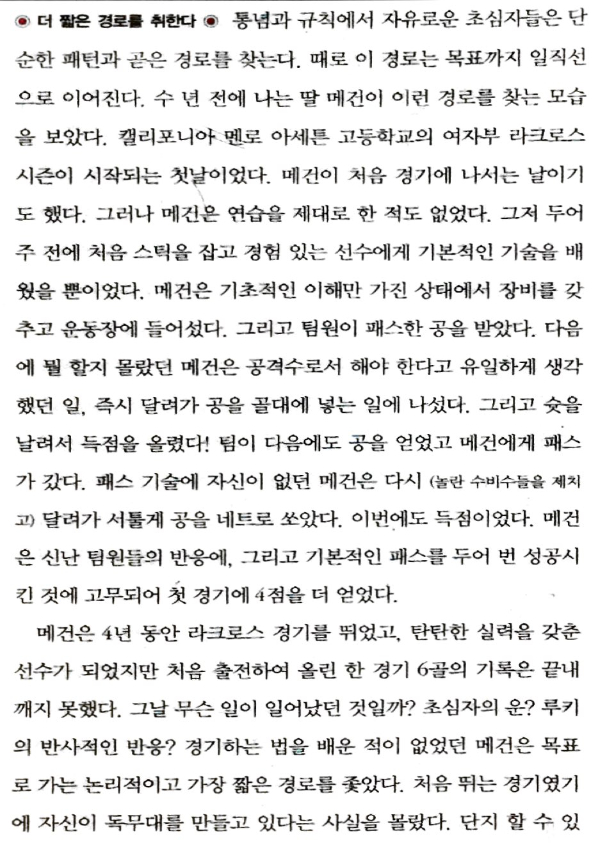 ◉ 더 짧은 경로를 취한다 ◉ 통념과 규칙에서 자유로운 초심자들은 단
순한 패턴과 곧은 경로를 찾는다. 때로 이 경로는 목표까지 일직선
으로 이어진다. 수 년 전에 나는 딸 메건이 이런 경로를 찾는 모습
을 보았다. 캘리포니아 멘로 아세튼 고등학교의 여자부 라크로스
시즌이 시작되는 첫날이었다. 메건이 처음 경기에 나서는 날이기
도 했다. 그러나 메건은 연습을 제대로 한 적도 없었다. 그저 두어
주 전에 처음 스틱을 잡고 경험 있는 선수에게 기본적인 기술을 배
웠을 뿐이었다. 메건은 기초적인 이해만 가진 상태에서 장비를 갖
추고 운동장에 들어섰다. 그리고 팀원이 패스한 공을 받았다. 다음
에 뭘 할지 몰랐던 메건은 공격수로서 해야 한다고 유일하게 생각
했던 일, 즉시 달려가 공을 골대에 넣는 일에 나섰다. 그리고 슛을
날려서 득점을 올렸다! 팀이 다음에도 공을 얻었고 메건에게 패스
가 갔다. 패스 기술에 자신이 없던 메건은 다시 (놀란 수비수들을 제치
고) 달려가 서툴게 공을 네트로 쏘았다. 이번에도 득점이었다. 메건
은 신난 팀원들의 반응에, 그리고 기본적인 패스를 두어 번 성공시
킨 것에 고무되어 첫 경기에 4점을 더 얻었다.
메건은 4년 동안 라크로스 경기를 뛰었고, 탄탄한 실력을 갖춘
선수가 되었지만 처음 출전하여 올린 한 경기 6골의 기록은 끝내
깨지 못했다. 그날 무슨 일이 일어났던 것일까? 초심자의 운? 루키
의 반사적인 반응? 경기하는 법을 배운 적이 없었던 메건은 목표
로 가는 논리적이고 가장 짧은 경로를 좇았다. 처음 뛰는 경기였기
에 자신이 독무대를 만들고 있다는 사실을 몰랐다. 단지 할 수 있